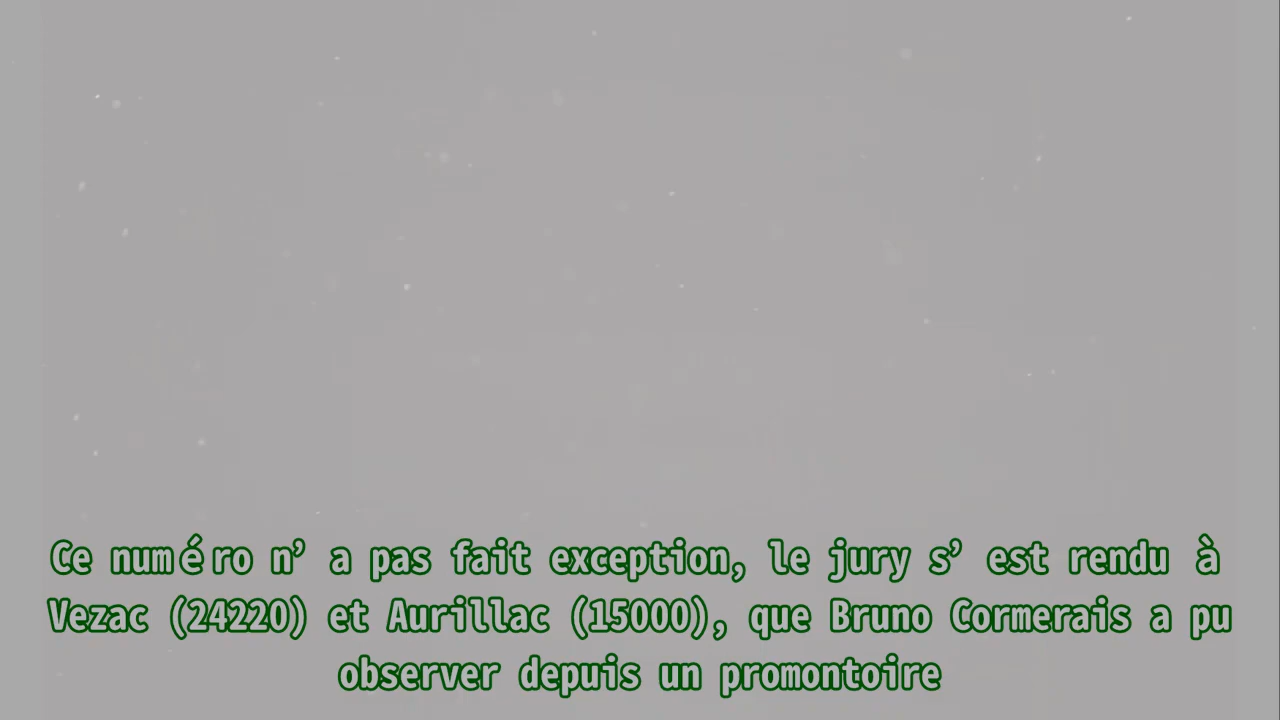 Ce numéro n’ a pas fait exception, le jury s’ est rendu à
Vezac (24220) et Aurillac (15000), que Bruno Cormerais a pu
observer depuis un promontoire